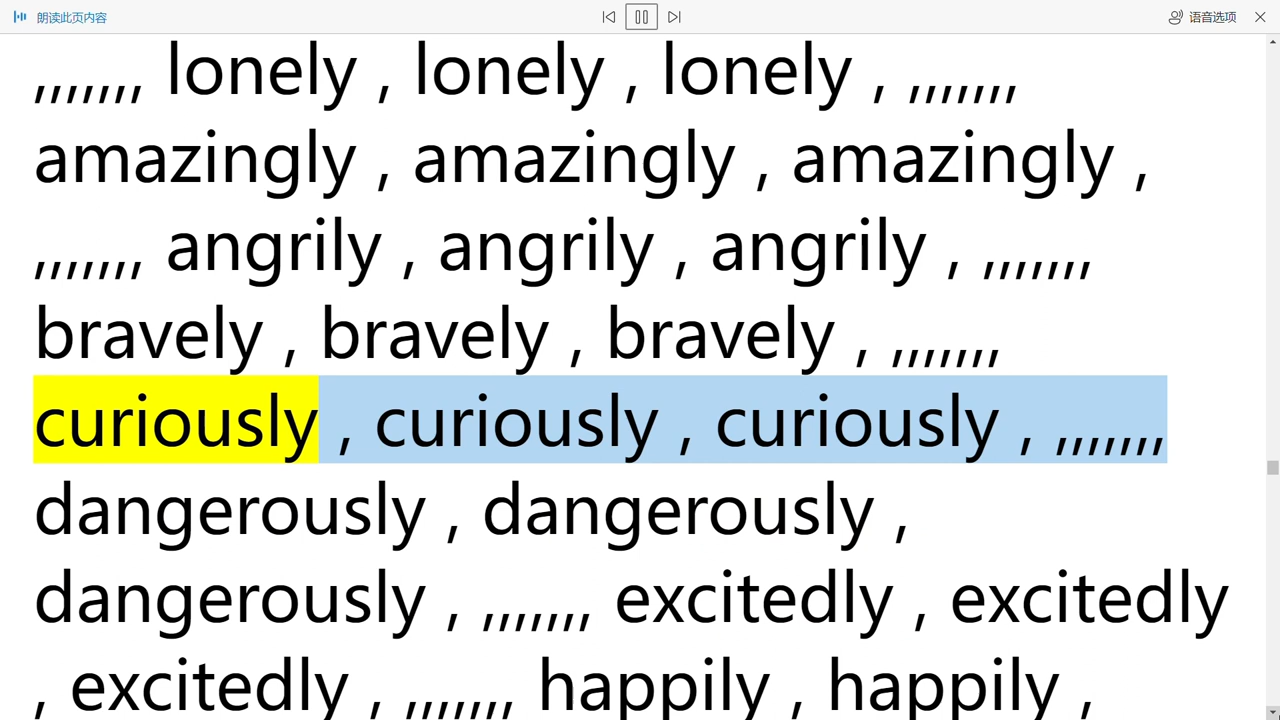 朗读此页内容
语音选项
,,,,,,, lonely , lonely , lonely , ,,,,,,,
amazingly , amazingly , amazingly ,
,,,,,,, angrily , angrily , angrily , ,,,,,,,
bravely , bravely , bravely , ,,,,,,,
curiously , curiously , curiously , ,,,,,,,
dangerously , dangerously ,
dangerously , ,,,,,,, excitedly , excitedly
, excitedly , ,,,,,,, happily , happily ,